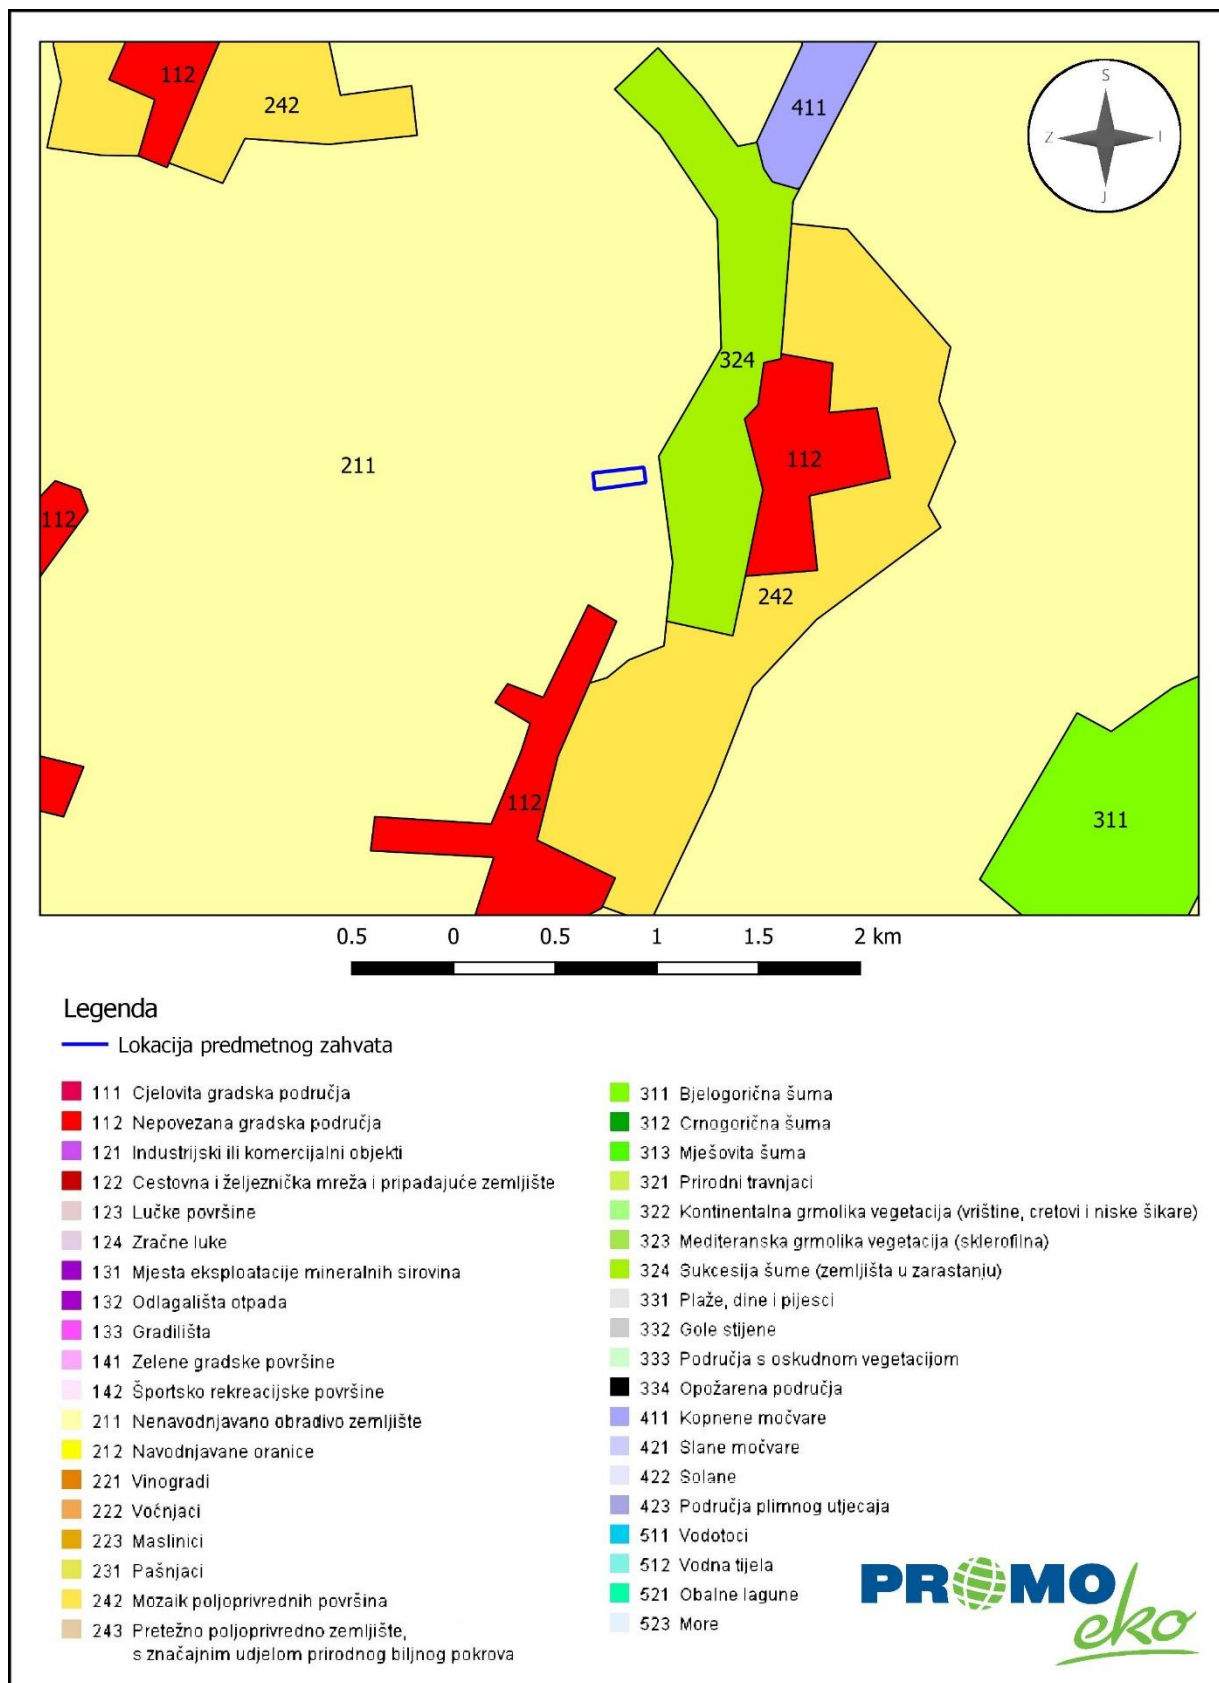 112
242
411
S
Z I
J
324
112
211
112
242
112
311
0.5 0 0.5 1 1.5 2 km
Legenda
Lokacija predmetnog zahvata
111 Cjelovita gradska područja
112 Nepovezana gradska područja
121 Industrijski ili komercijalni objekti
122 Cestovna i željeznička mreža i pripadajuće zemljište
123 Lučke površine
124 Zračne luke
131 Mjesta eksploatacije mineralnih sirovina
132 Odlagališta otpada
133 Gradilišta
141 Zelene gradske površine
142 Športsko rekreacijske površine
211 Nenavodnjavano obradivo zemljište
212 Navodnjavane oranice
221 Vinogradi
222 Voćnjaci
223 Maslinici
231 Pašnjaci
242 Mozaik poljoprivrednih površina
243 Pretežno poljoprivredno zemljište,
s značajnim udjelom prirodnog biljnog pokrova
311 Bjelogorična šuma
312 Crnogorična šuma
313 Mješovita šuma
321 Prirodni travnjaci
322 Kontinentalna grmolika vegetacija (vrištine, cretovi i niske šikare)
323 Mediteranska grmolika vegetacija (sklerofilna)
324 Sukcesija šume (zemljišta u zarastanju)
331 Plaže, dine i pijesci
332 Gole stijene
333 Područja s oskudnom vegetacijom
334 Opožarena područja
411 Kopnene močvare
421 Slane močvare
422 Solane
423 Područja plimnog utjecaja
511 Vodotoci
512 Vodna tijela
521 Obalne lagune
523 More
PROMO
eko